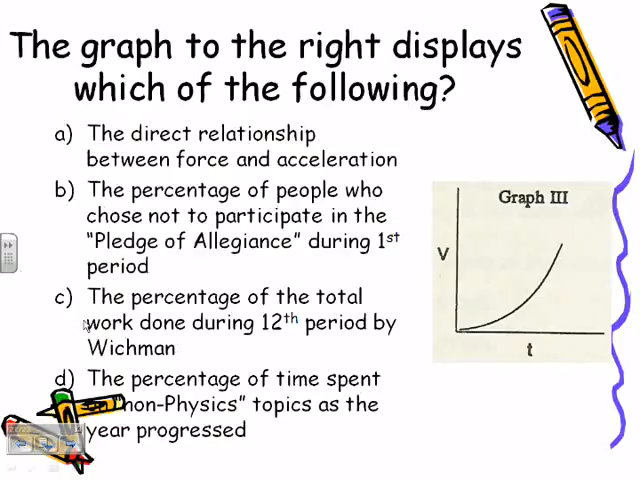 The graph to the right displays
which of the following?
a) The direct relationship
between force and acceleration
b) The percentage of people who
chose not to participate in the
“Pledge of Allegiance” during 1st
period
c) The percentage of the total
work done during 12th period by
Wichman
d) The percentage of time spent
on “non-Physics” topics as the
year progressed
Graph III
V
t